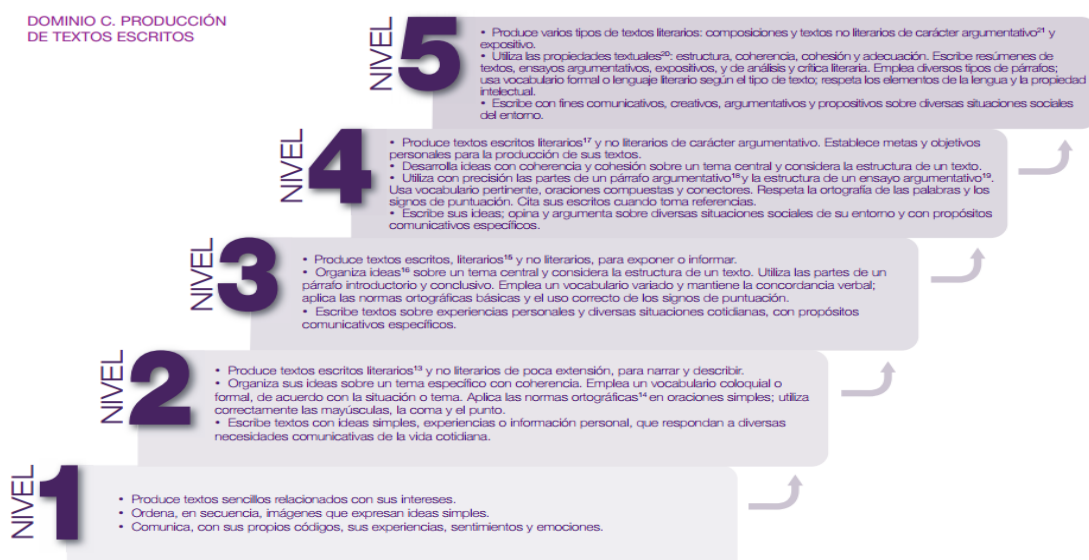 DOMINIO C. PRODUCCIÓN
DE TEXTOS ESCRITOS
NIVEL 5
• Produce varios tipos de textos literarios: composiciones y textos no literarios de carácter argumentativo²¹ y
expositivo.
• Utiliza las propiedades textuales²⁰: estructura, coherencia, cohesión y adecuación. Escribe resúmenes de
textos, ensayos argumentativos, expositivos, y de análisis y crítica literaria. Emplea diversos tipos de párrafos;
usa vocabulario formal o lenguaje literario según el tipo de texto; respeta los elementos de la lengua y la propiedad
intelectual.
• Escribe con fines comunicativos, creativos, argumentativos y propositivos sobre diversas situaciones sociales
del entorno.
NIVEL 4
• Produce textos escritos literarios¹⁷ y no literarios de carácter argumentativo. Establece metas y objetivos
personales para la producción de sus textos.
• Desarrolla ideas con coherencia y cohesión sobre un tema central y considera la estructura de un texto.
• Utiliza con precisión las partes de un párrafo argumentativo¹⁸ y la estructura de un ensayo argumentativo¹⁹.
Usa vocabulario pertinente, oraciones compuestas y conectores. Respeta la ortografía de las palabras y los
signos de puntuación. Cita sus escritos cuando toma referencias.
• Escribe sus ideas; opina y argumenta sobre diversas situaciones sociales de su entorno y con propósitos
comunicativos específicos.
NIVEL 3
• Produce textos escritos, literarios¹⁵ y no literarios, para exponer o informar.
• Organiza ideas¹⁶ sobre un tema central y considera la estructura de un texto. Utiliza las partes de un
párrafo introductorio y conclusivo. Emplea un vocabulario variado y mantiene la concordancia verbal;
aplica las normas ortográficas básicas y el uso correcto de los signos de puntuación.
• Escribe textos sobre experiencias personales y diversas situaciones cotidianas, con propósitos
comunicativos específicos.
NIVEL 2
• Produce textos escritos literarios¹³ y no literarios de poca extensión, para narrar y describir.
• Organiza sus ideas sobre un tema específico con coherencia. Emplea un vocabulario coloquial o
formal, de acuerdo con la situación o tema. Aplica las normas ortográficas¹⁴ en oraciones simples; utiliza
correctamente las mayúsculas, la coma y el punto.
• Escribe textos con ideas simples, experiencias o información personal, que respondan a diversas
necesidades comunicativas de la vida cotidiana.
NIVEL 1
• Produce textos sencillos relacionados con sus intereses.
• Ordena, en secuencia, imágenes que expresan ideas simples.
• Comunica, con sus propios códigos, sus experiencias, sentimientos y emociones.